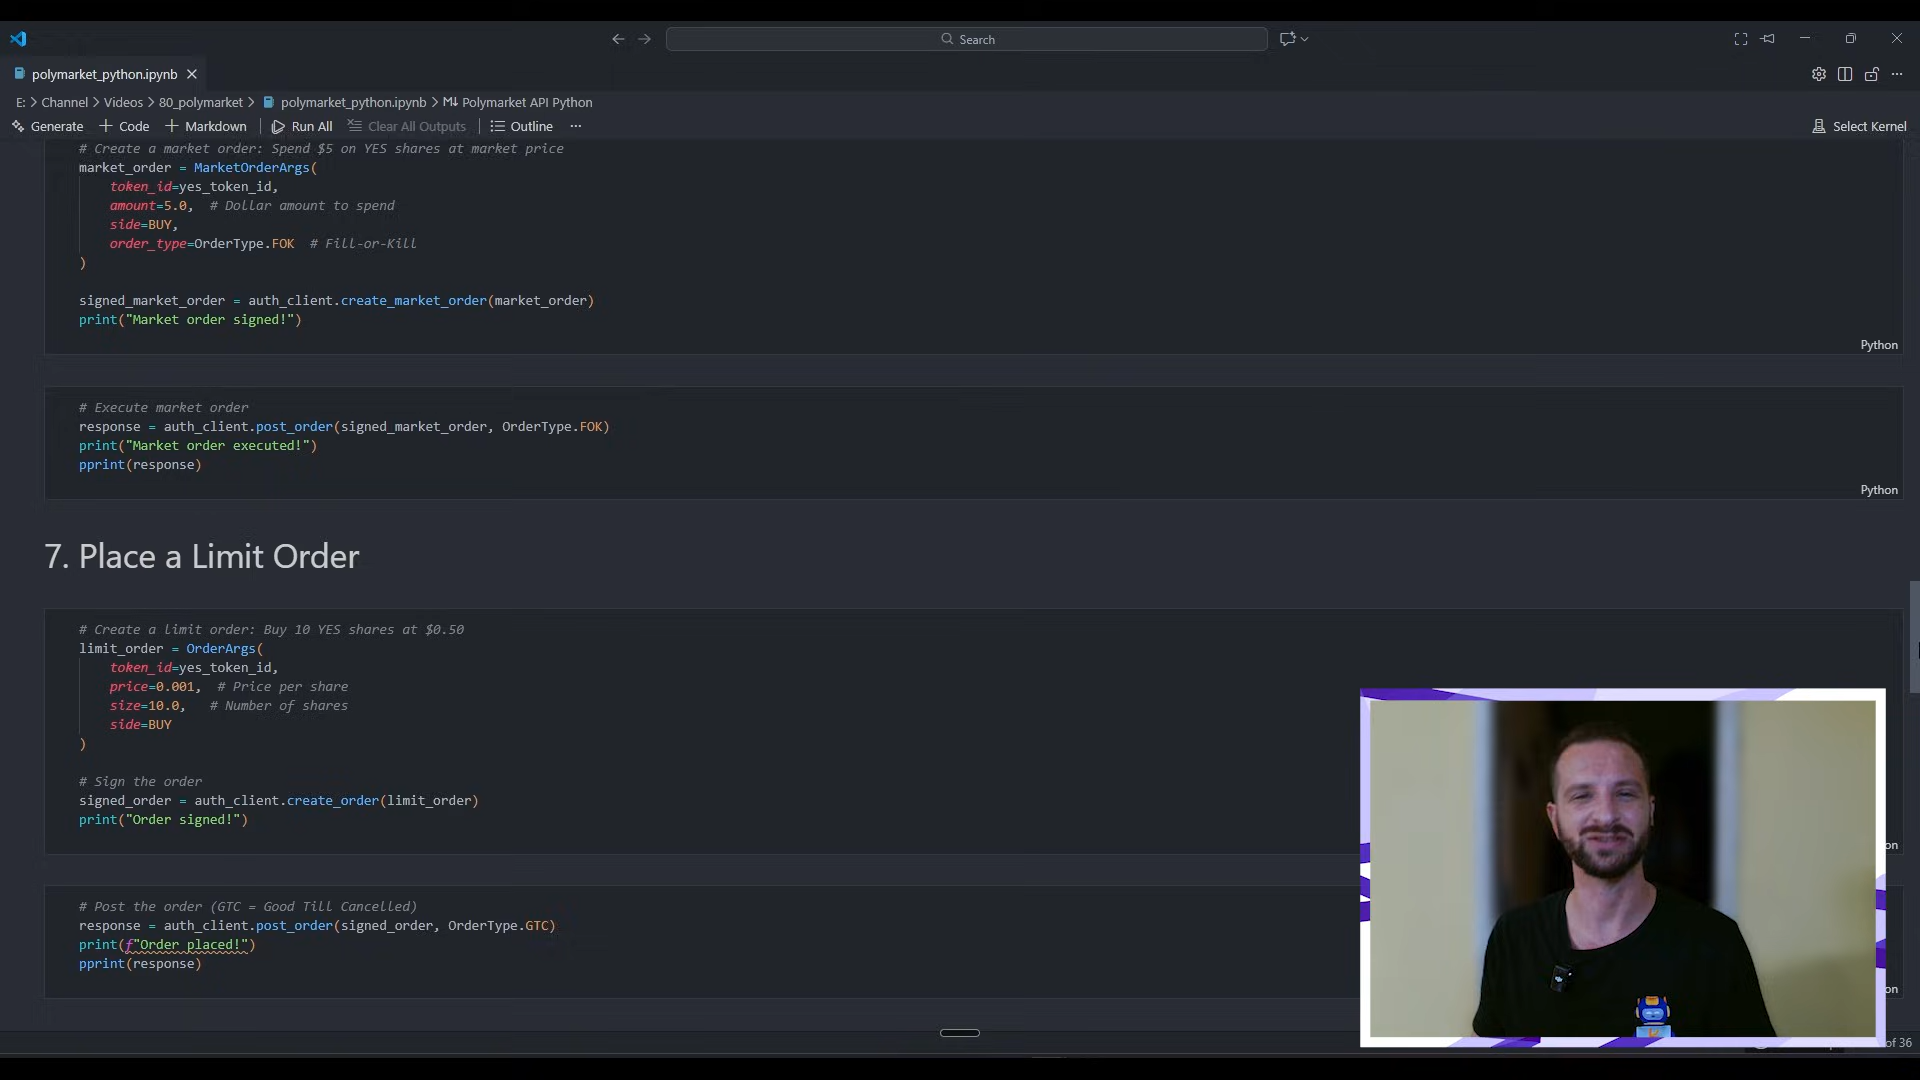 Search
polymarket_python.ipynb
E: > Channel > Videos > 80_polymarket > polymarket_python.ipynb > M↓ Polymarket API Python
Generate + Code + Markdown | Run All Clear All Outputs | Outline ... Select Kernel
# Create a market order: Spend $5 on YES shares at market price
market_order = MarketOrderArgs(
token_id=yes_token_id,
amount=5.0,  # Dollar amount to spend
side=BUY,
order_type=OrderType.FOK  # Fill-or-Kill
)
signed_market_order = auth_client.create_market_order(market_order)
print("Market order signed!")
Python
# Execute market order
response = auth_client.post_order(signed_market_order, OrderType.FOK)
print("Market order executed!")
pprint(response)
Python
7. Place a Limit Order
# Create a limit order: Buy 10 YES shares at $0.50
limit_order = OrderArgs(
token_id=yes_token_id,
price=0.001,  # Price per share
size=10.0,   # Number of shares
side=BUY
)
# Sign the order
signed_order = auth_client.create_order(limit_order)
print("Order signed!")
on
# Post the order (GTC = Good Till Cancelled)
response = auth_client.post_order(signed_order, OrderType.GTC)
print(f"Order placed!")
pprint(response)
on
of 36